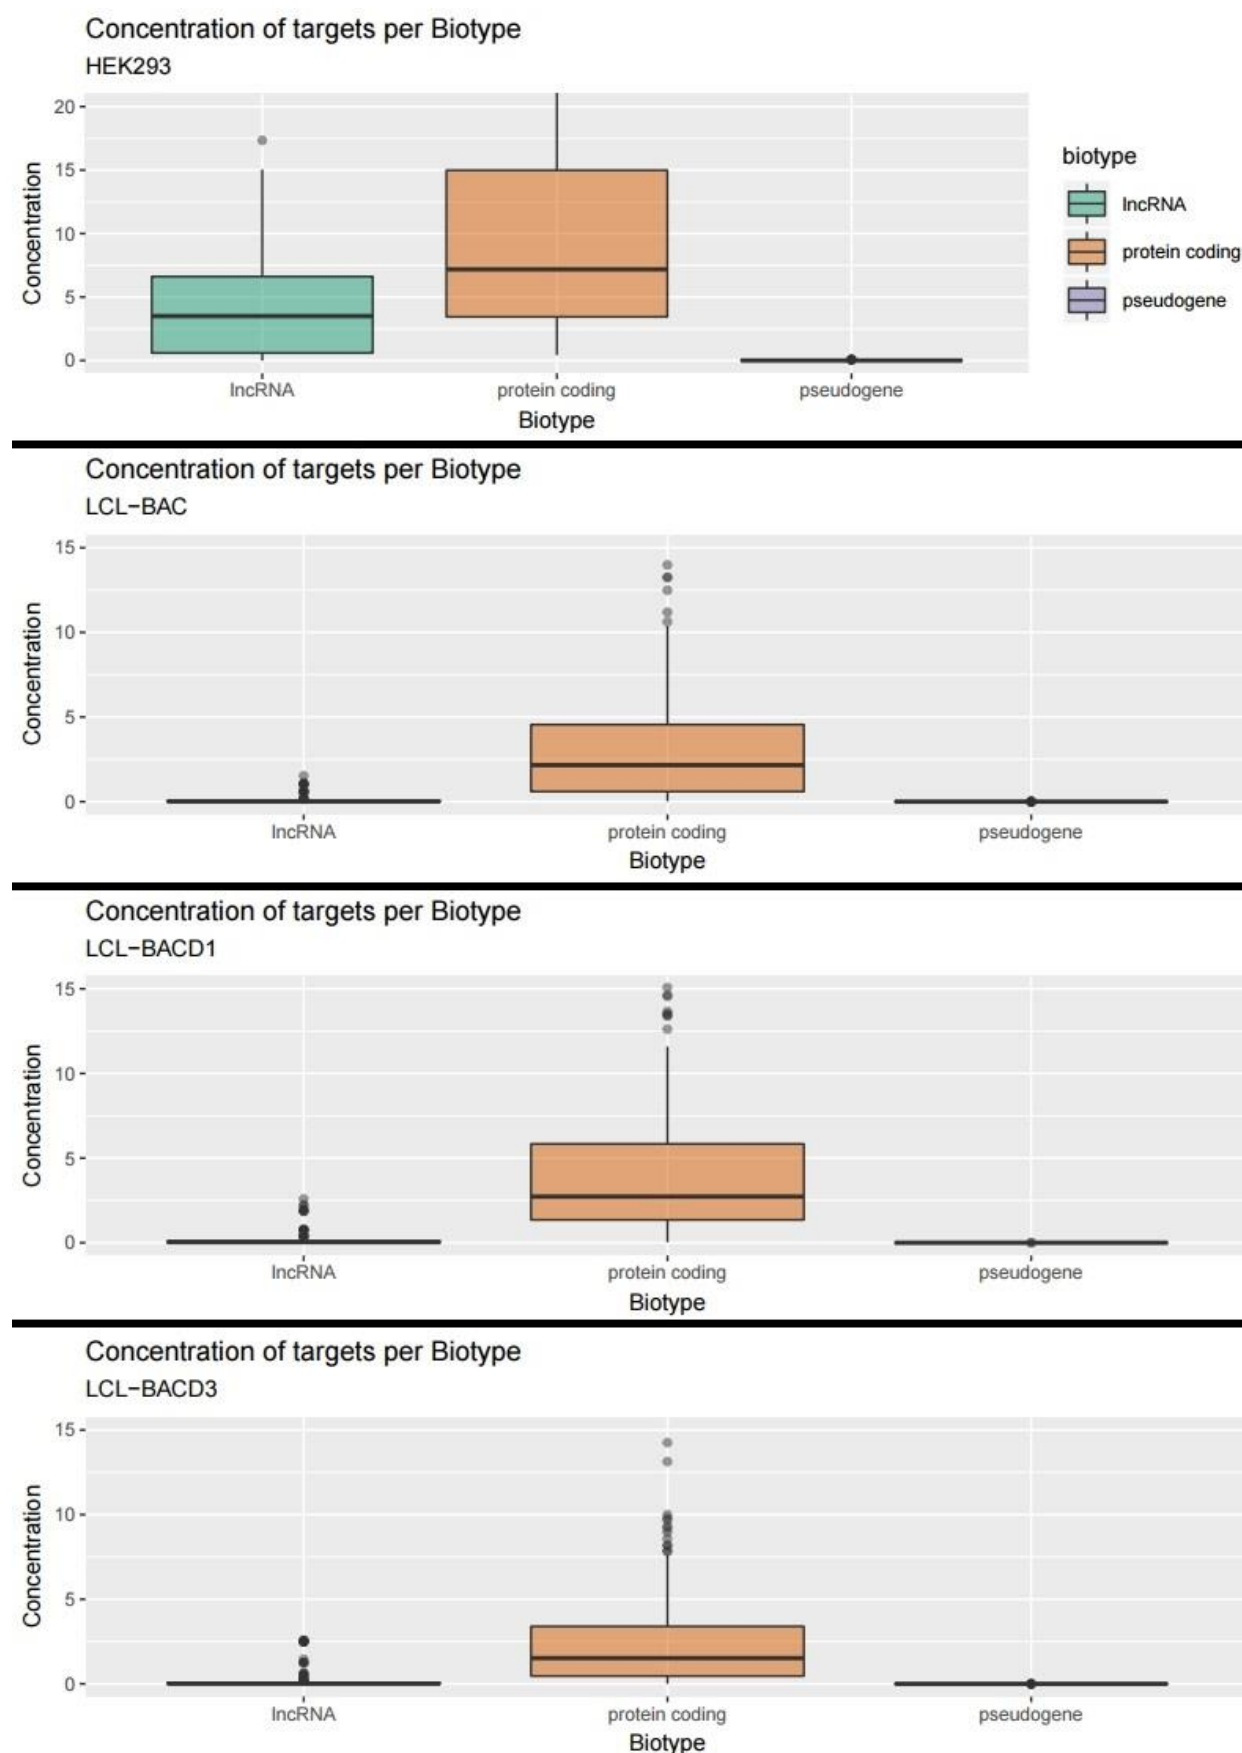 Concentration of targets per Biotype
HEK293
20
15
10
5
0
Concentration
lncRNA protein coding pseudogene
Biotype
biotype
lncRNA
protein coding
pseudogene
Concentration of targets per Biotype
LCL-BAC
15
10
5
0
Concentration
lncRNA protein coding pseudogene
Biotype
Concentration of targets per Biotype
LCL-BACD1
15
10
5
0
Concentration
lncRNA protein coding pseudogene
Biotype
Concentration of targets per Biotype
LCL-BACD3
15
10
5
0
Concentration
lncRNA protein coding pseudogene
Biotype